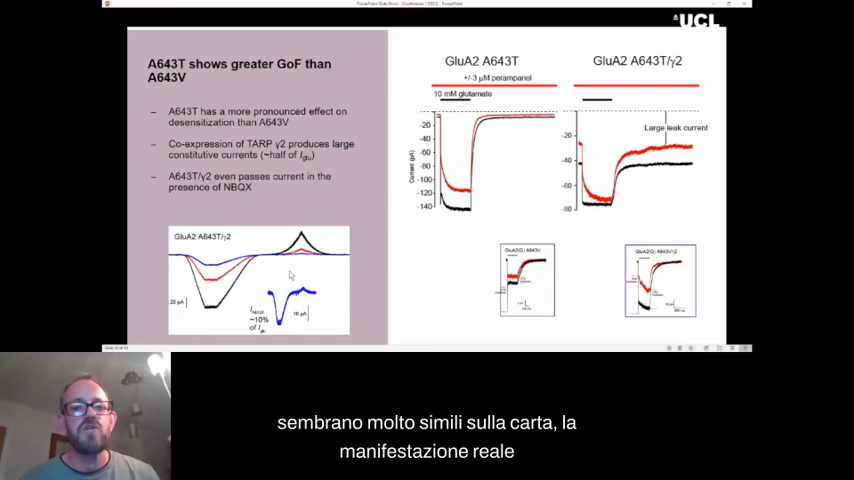 UCL
A643T shows greater GoF than
A643V
– A643T has a more pronounced effect on
desensitization than A643V
– Co-expression of TARP γ2 produces large
constitutive currents (~half of Iglu)
– A643T/γ2 even passes current in the
presence of NBQX
GluA2 A643T/γ2
20 pA
INBQX
~10%
of Iglu
10 pA
GluA2 A643T
+/-3 μM perampanel
10 mM glutamate
Current (pA)
-20
-40
-60
-80
-100
-120
-140
GluA2 A643T/γ2
Large leak current
-20
-40
-60
-80
GluA2(Q) A643V
GluA2(Q) A643V/γ2
sembrano molto simili sulla carta, la
manifestazione reale